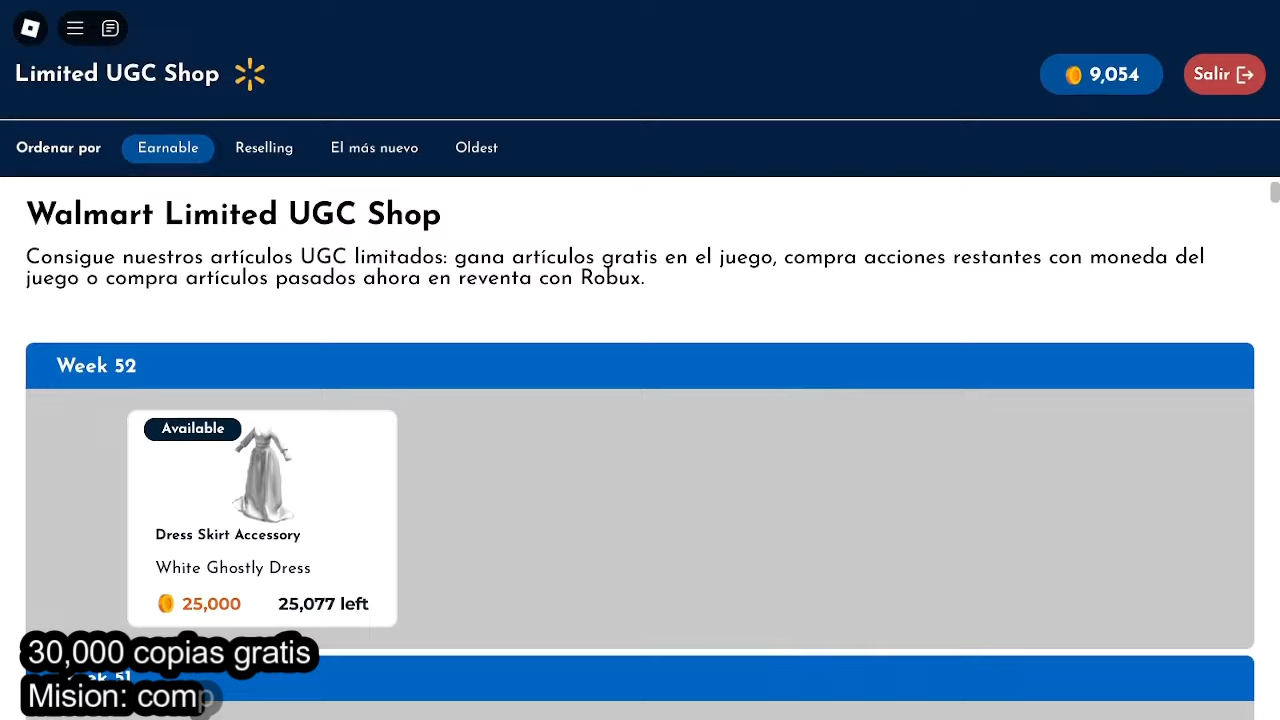 Limited UGC Shop
9,054
Salir
Ordenar por
Earnable
Reselling
El más nuevo
Oldest
Walmart Limited UGC Shop
Consigue nuestros artículos UGC limitados: gana artículos gratis en el juego, compra acciones restantes con moneda del
juego o compra artículos pasados ahora en reventa con Robux.
Week 52
Available
Dress Skirt Accessory
White Ghostly Dress
25,000
25,077 left
30,000 copias gratis
Mision: comp